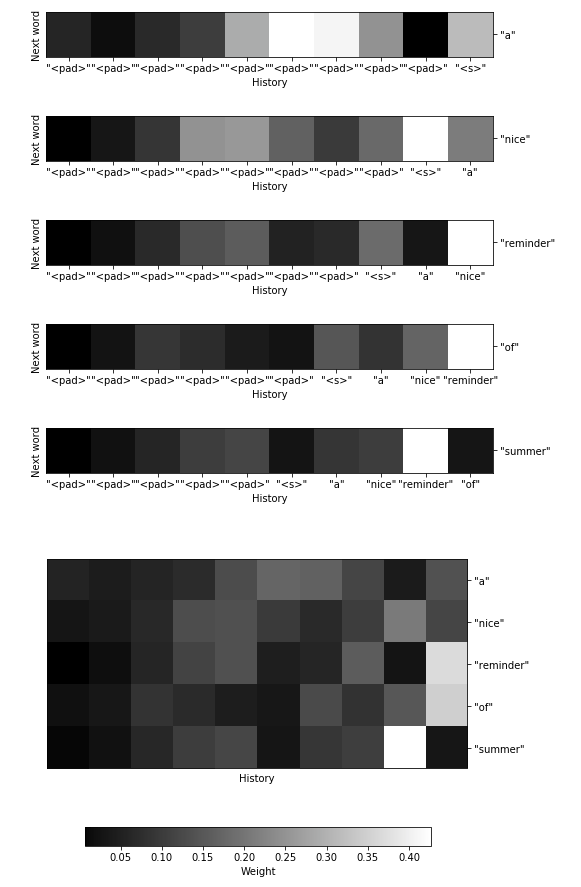 Next word
"a"
"<pad>" "<pad>" "<pad>" "<pad>" "<pad>" "<pad>" "<pad>" "<pad>" "<pad>" "<s>"
History
Next word
"nice"
"<pad>" "<pad>" "<pad>" "<pad>" "<pad>" "<pad>" "<pad>" "<pad>" "<s>" "a"
History
Next word
"reminder"
"<pad>" "<pad>" "<pad>" "<pad>" "<pad>" "<pad>" "<pad>" "<s>" "a" "nice"
History
Next word
"of"
"<pad>" "<pad>" "<pad>" "<pad>" "<pad>" "<pad>" "<s>" "a" "nice" "reminder"
History
Next word
"summer"
"<pad>" "<pad>" "<pad>" "<pad>" "<pad>" "<s>" "a" "nice" "reminder" "of"
History
"a"
"nice"
"reminder"
"of"
"summer"
History
0.05 0.10 0.15 0.20 0.25 0.30 0.35 0.40
Weight